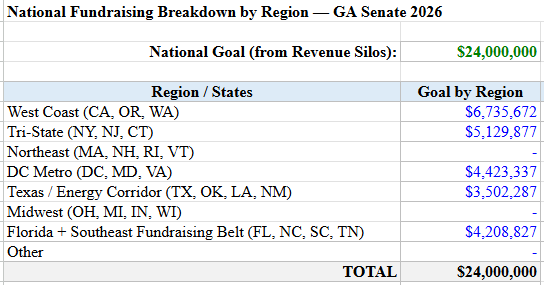 National Fundraising Breakdown by Region — GA Senate 2026
National Goal (from Revenue Silos): $24,000,000
Region / States Goal by Region
West Coast (CA, OR, WA) $6,735,672
Tri-State (NY, NJ, CT) $5,129,877
Northeast (MA, NH, RI, VT) -
DC Metro (DC, MD, VA) $4,423,337
Texas / Energy Corridor (TX, OK, LA, NM) $3,502,287
Midwest (OH, MI, IN, WI) -
Florida + Southeast Fundraising Belt (FL, NC, SC, TN) $4,208,827
Other -
TOTAL $24,000,000